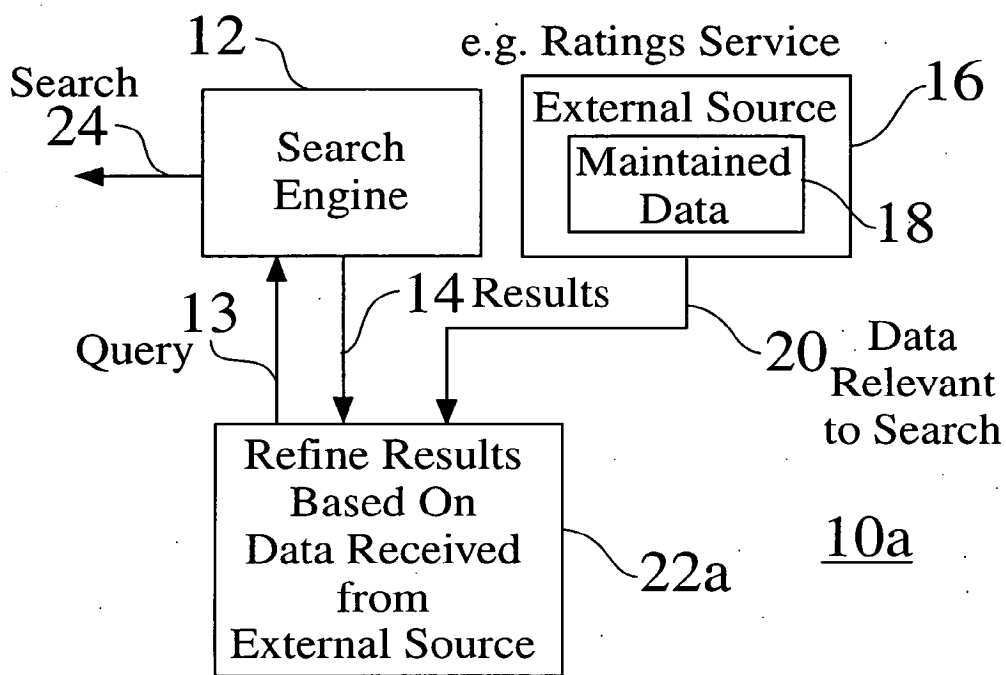 12
e.g. Ratings Service
Search
24
Search
Engine
External Source
Maintained
Data
16
18
13
Query
14 Results
20
Data
Relevant
to Search
Refine Results
Based On
Data Received
from
External Source
22a
10a